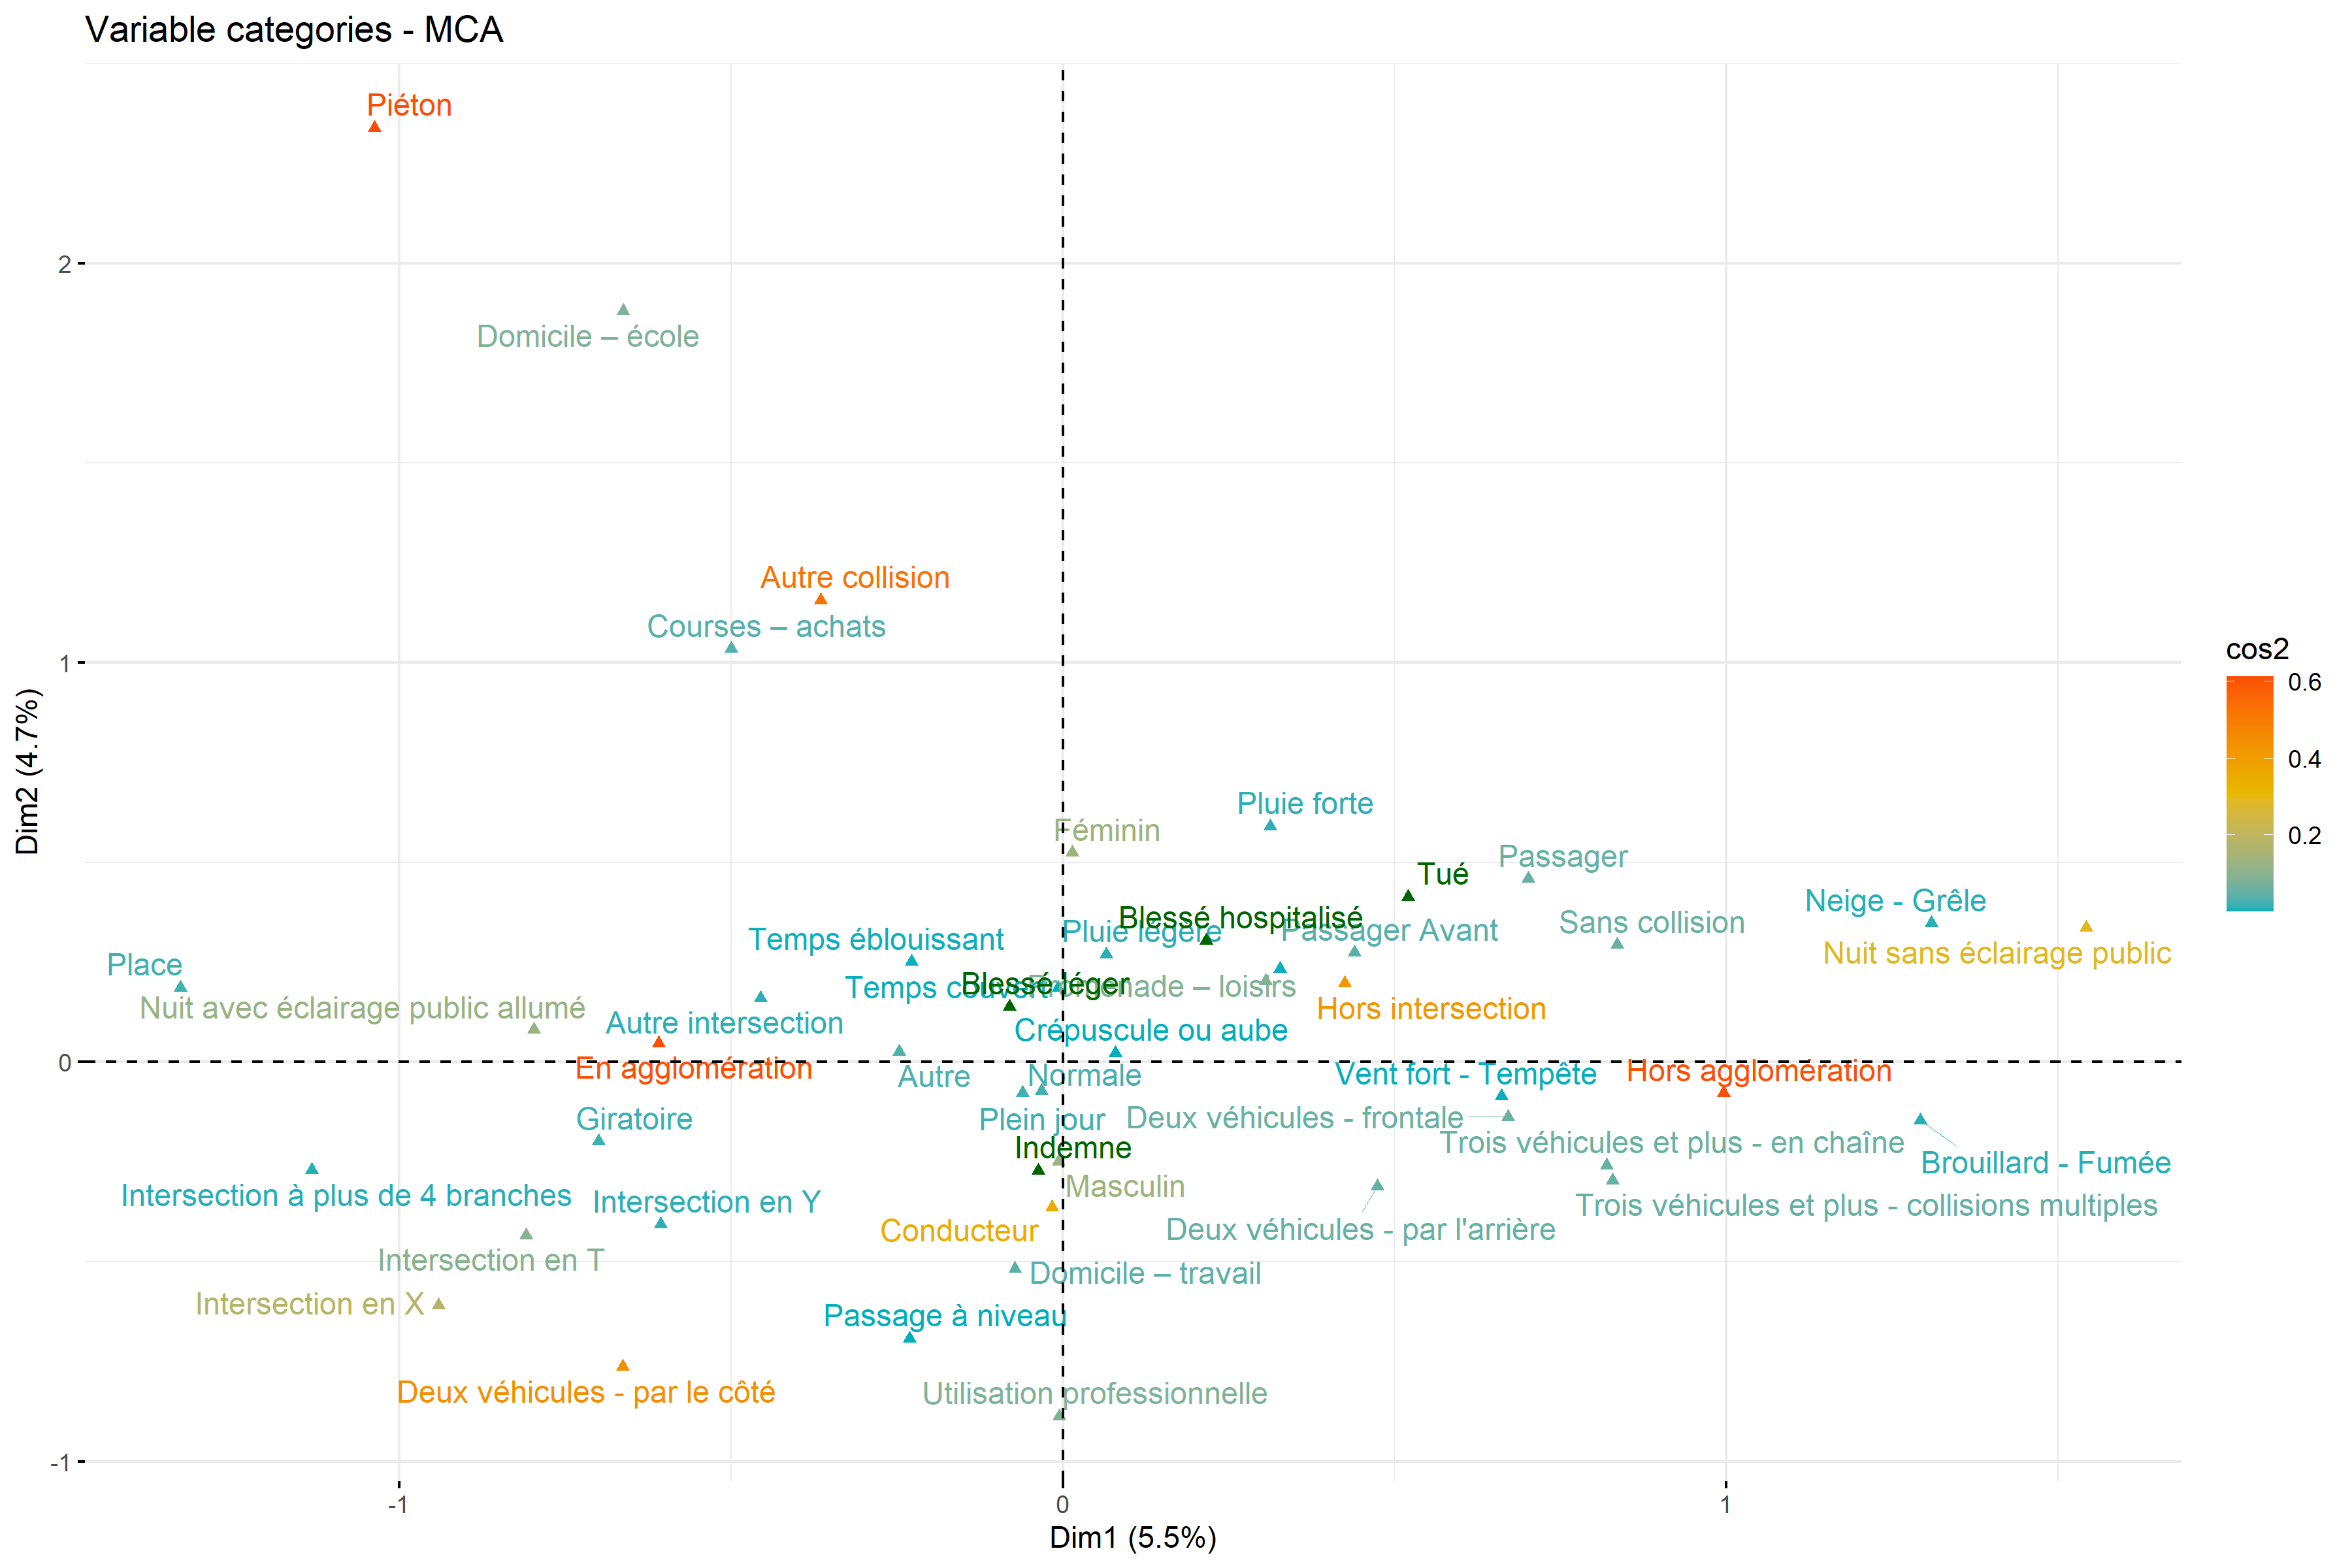 Variable categories - MCA
Piéton
2
Domicile – école
Autre collision
Courses – achats
cos2
1
0.6
0.4
0.2
Dim2 (4.7%)
Pluie forte
Féminin
Passager
Tué
Neige - Grêle
Blessé hospitalisé
Sans collision
Pluie légère
Passager Avant
Temps éblouissant
Nuit sans éclairage public
Place
Blessé léger
Temps couvert
Promenade – loisirs
Nuit avec éclairage public allumé
Hors intersection
Autre intersection
Crépuscule ou aube
0
En agglomération
Autre
Normale
Vent fort - Tempête
Hors agglomération
Giratoire
Plein jour
Deux véhicules - frontale
Trois véhicules et plus - en chaîne
Indemne
Brouillard - Fumée
Masculin
Intersection à plus de 4 branches
Intersection en Y
Trois véhicules et plus - collisions multiples
Conducteur
Deux véhicules - par l'arrière
Intersection en T
Domicile – travail
Intersection en X
Passage à niveau
Deux véhicules - par le côté
Utilisation professionnelle
-1
-1
0
1
Dim1 (5.5%)